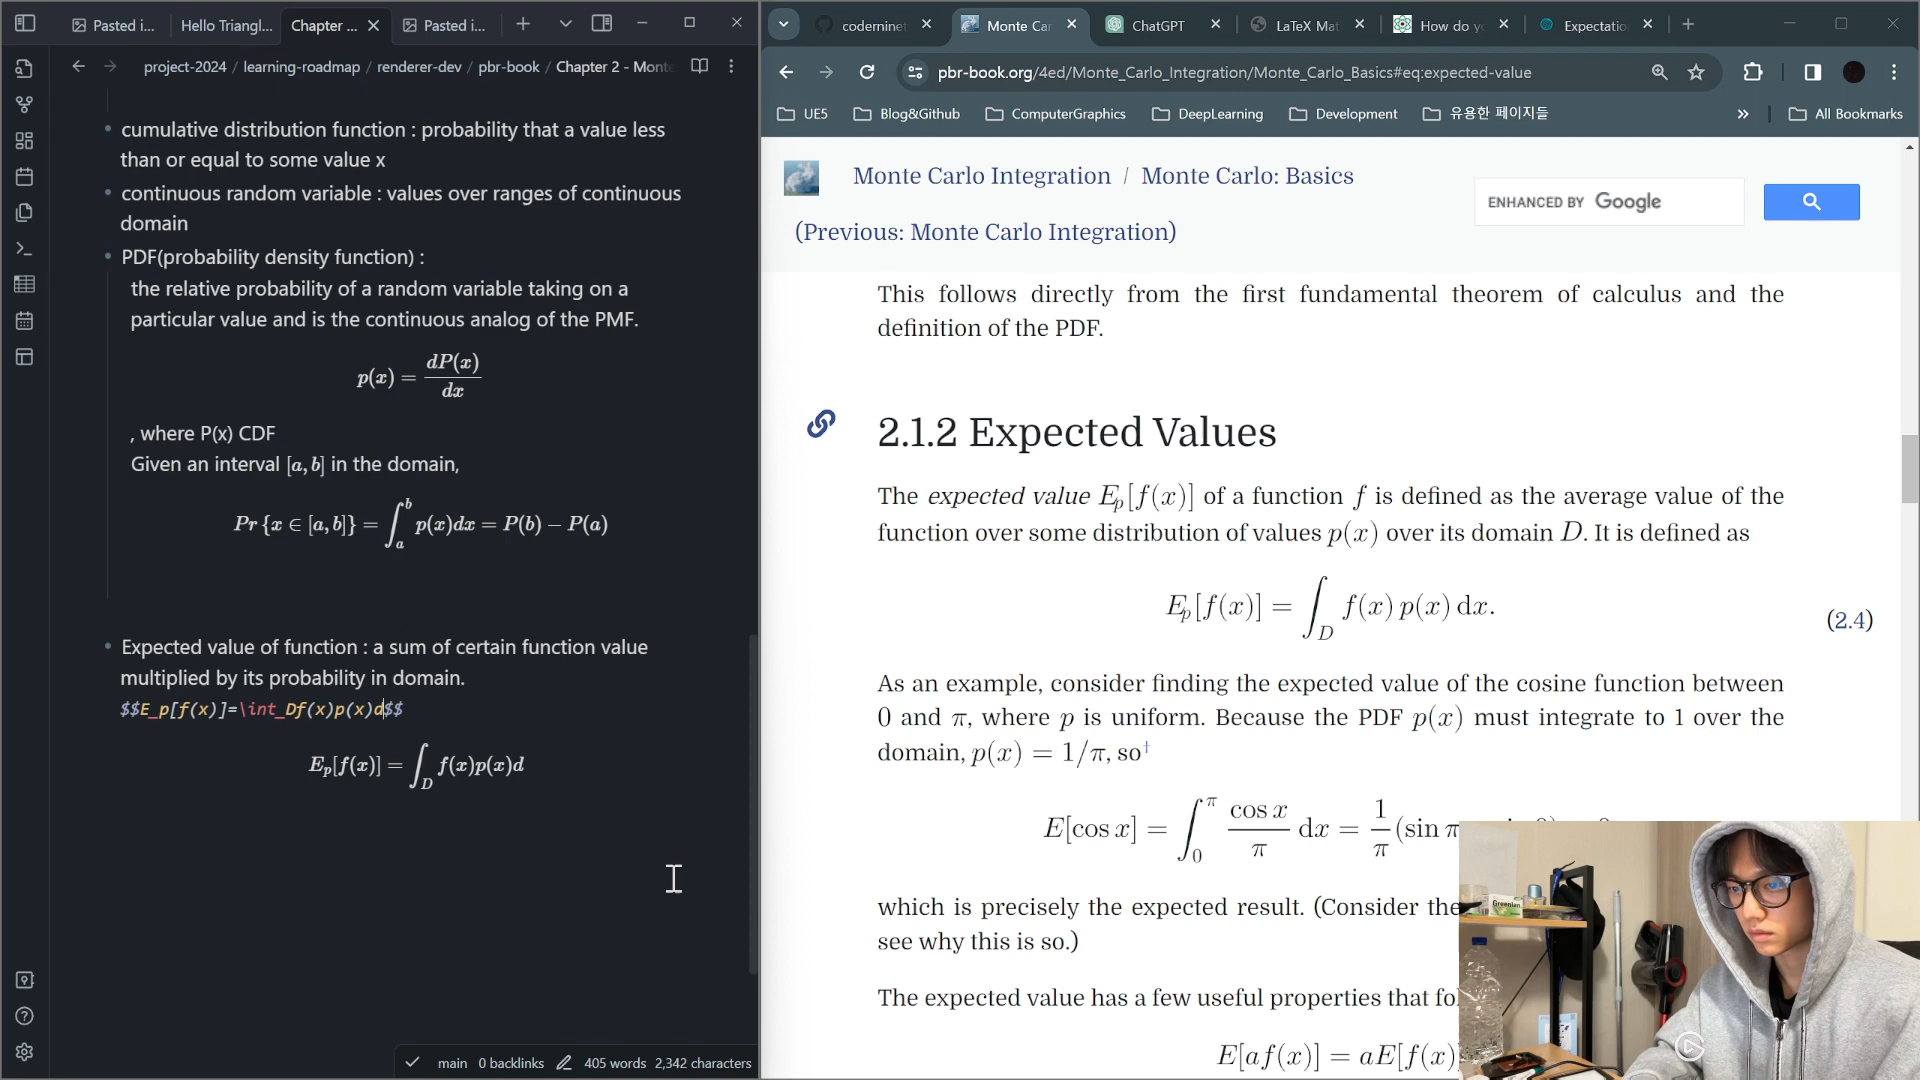 Pasted i...
Hello Triangl...
Chapter ...
Pasted i...
project-2024 / learning-roadmap / renderer-dev / pbr-book / Chapter 2 - Monte
cumulative distribution function : probability that a value less
than or equal to some value x
continuous random variable : values over ranges of continuous
domain
PDF(probability density function) :
the relative probability of a random variable taking on a
particular value and is the continuous analog of the PMF.
p(x) = dP(x)/dx
, where P(x) CDF
Given an interval [a, b] in the domain,
Pr {x ∈ [a, b]} = ∫_a^b p(x)dx = P(b) − P(a)
Expected value of function : a sum of certain function value
multiplied by its probability in domain.
$$E_p[f(x)]=\int_Df(x)p(x)d$$
E_p[f(x)] = ∫_D f(x)p(x)d
main 0 backlinks 405 words 2,342 characters
coderninet
Monte Car
ChatGPT
LaTeX Mat
How do yo
Expectatio
pbr-book.org/4ed/Monte_Carlo_Integration/Monte_Carlo_Basics#eq:expected-value
UE5
Blog&Github
ComputerGraphics
DeepLearning
Development
유용한 페이지들
»
All Bookmarks
Monte Carlo Integration / Monte Carlo: Basics
ENHANCED BY Google
(Previous: Monte Carlo Integration)
This follows directly from the first fundamental theorem of calculus and the
definition of the PDF.
2.1.2 Expected Values
The expected value E_p[f(x)] of a function f is defined as the average value of the
function over some distribution of values p(x) over its domain D. It is defined as
E_p[f(x)] = ∫_D f(x) p(x) dx.
(2.4)
As an example, consider finding the expected value of the cosine function between
0 and π, where p is uniform. Because the PDF p(x) must integrate to 1 over the
domain, p(x) = 1/π, so†
E[cos x] = ∫_0^π cos x/π dx = 1/π (sin π
which is precisely the expected result. (Consider the
see why this is so.)
The expected value has a few useful properties that fol
E[af(x)] = aE[f(x)]